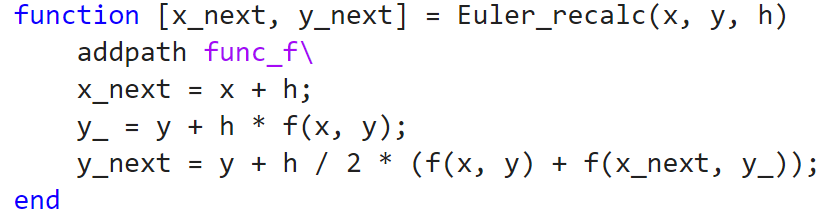 function [x_next, y_next] = Euler_recalc(x, y, h)
    addpath func_f\
    x_next = x + h;
    y_ = y + h * f(x, y);
    y_next = y + h / 2 * (f(x, y) + f(x_next, y_));
end